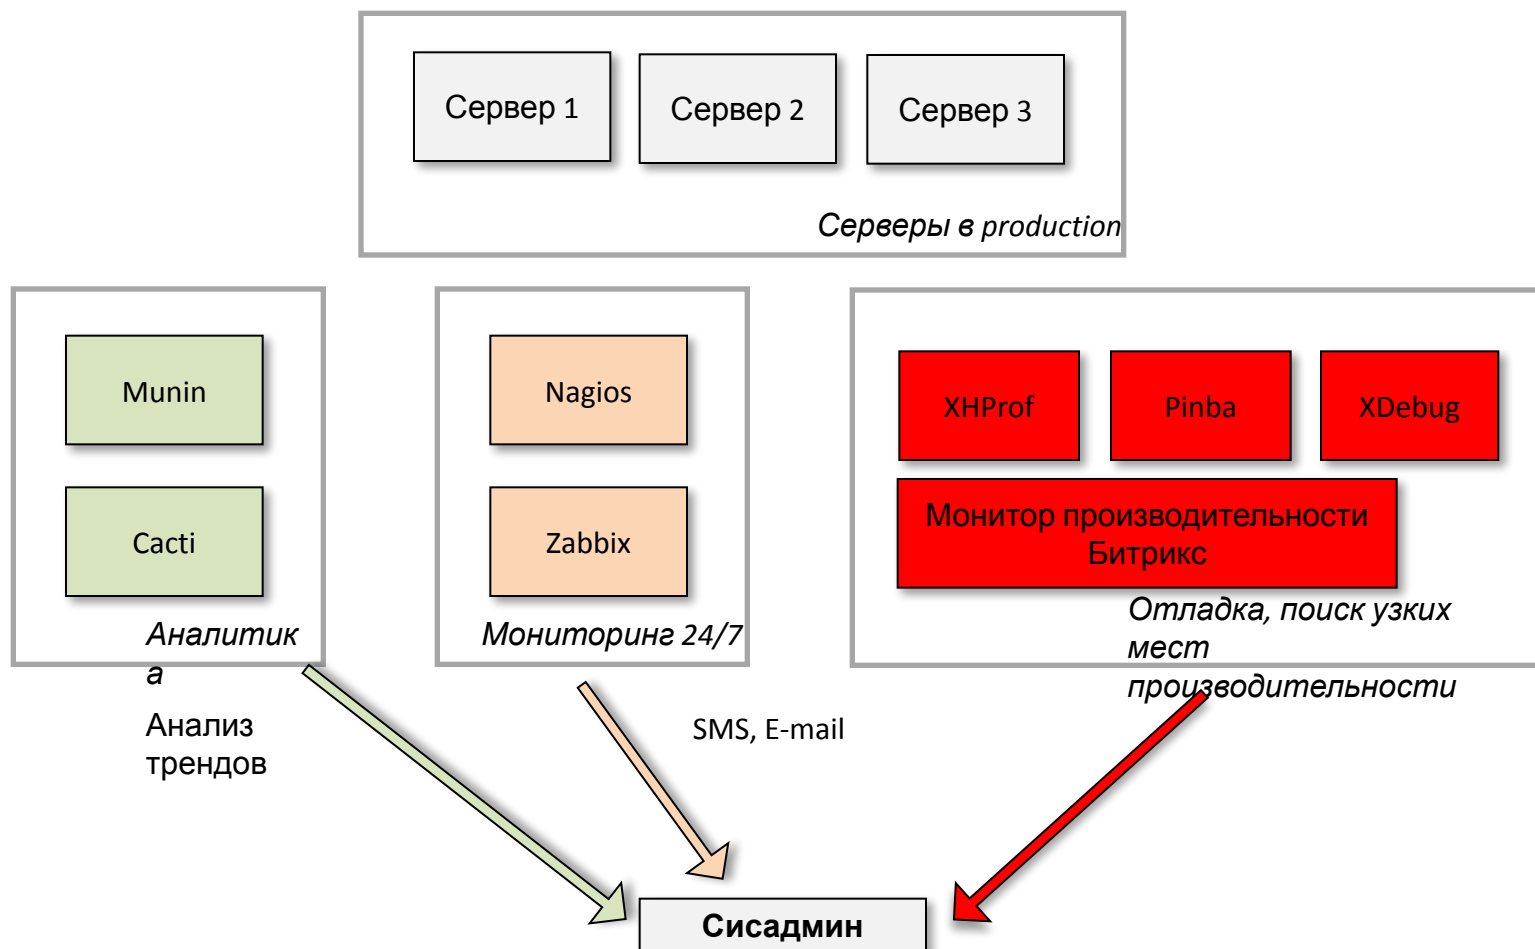 Сервер 1
Сервер 2
Сервер 3
Серверы в production
Munin
Cacti
Аналитик
а
Анализ
трендов
Nagios
Zabbix
Мониторинг 24/7
SMS, E-mail
XHProf
Pinba
XDebug
Монитор производительности
Битрикс
Отладка, поиск узких
мест
производительности
Сисадмин